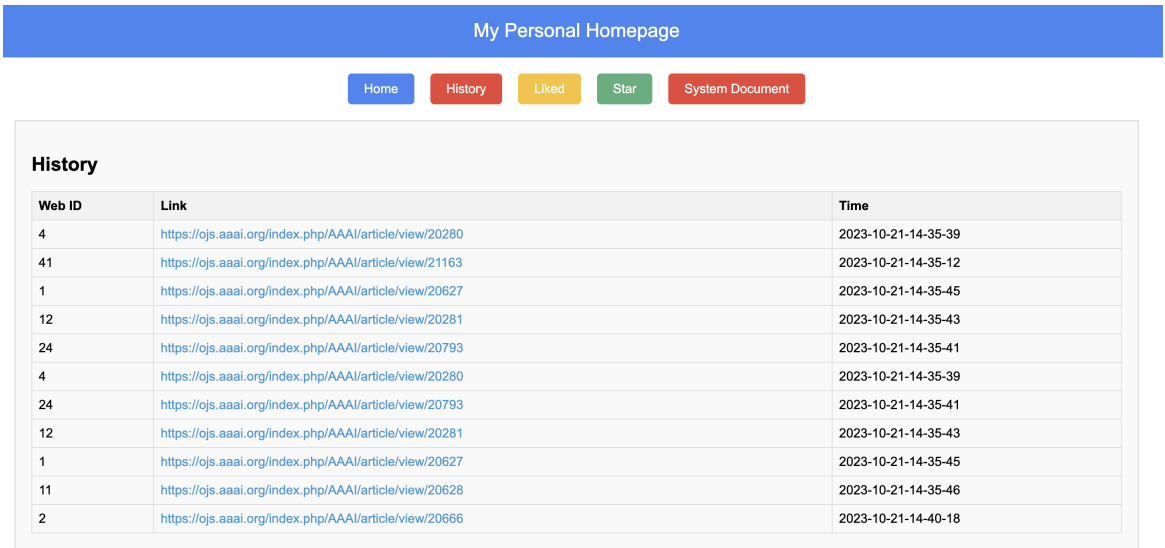 My Personal Homepage
Home History Liked Star System Document
History
Web ID Link Time
4 https://ojs.aaai.org/index.php/AAAI/article/view/20280 2023-10-21-14-35-39
41 https://ojs.aaai.org/index.php/AAAI/article/view/21163 2023-10-21-14-35-12
1 https://ojs.aaai.org/index.php/AAAI/article/view/20627 2023-10-21-14-35-45
12 https://ojs.aaai.org/index.php/AAAI/article/view/20281 2023-10-21-14-35-43
24 https://ojs.aaai.org/index.php/AAAI/article/view/20793 2023-10-21-14-35-41
4 https://ojs.aaai.org/index.php/AAAI/article/view/20280 2023-10-21-14-35-39
24 https://ojs.aaai.org/index.php/AAAI/article/view/20793 2023-10-21-14-35-41
12 https://ojs.aaai.org/index.php/AAAI/article/view/20281 2023-10-21-14-35-43
1 https://ojs.aaai.org/index.php/AAAI/article/view/20627 2023-10-21-14-35-45
11 https://ojs.aaai.org/index.php/AAAI/article/view/20628 2023-10-21-14-35-46
2 https://ojs.aaai.org/index.php/AAAI/article/view/20666 2023-10-21-14-40-18